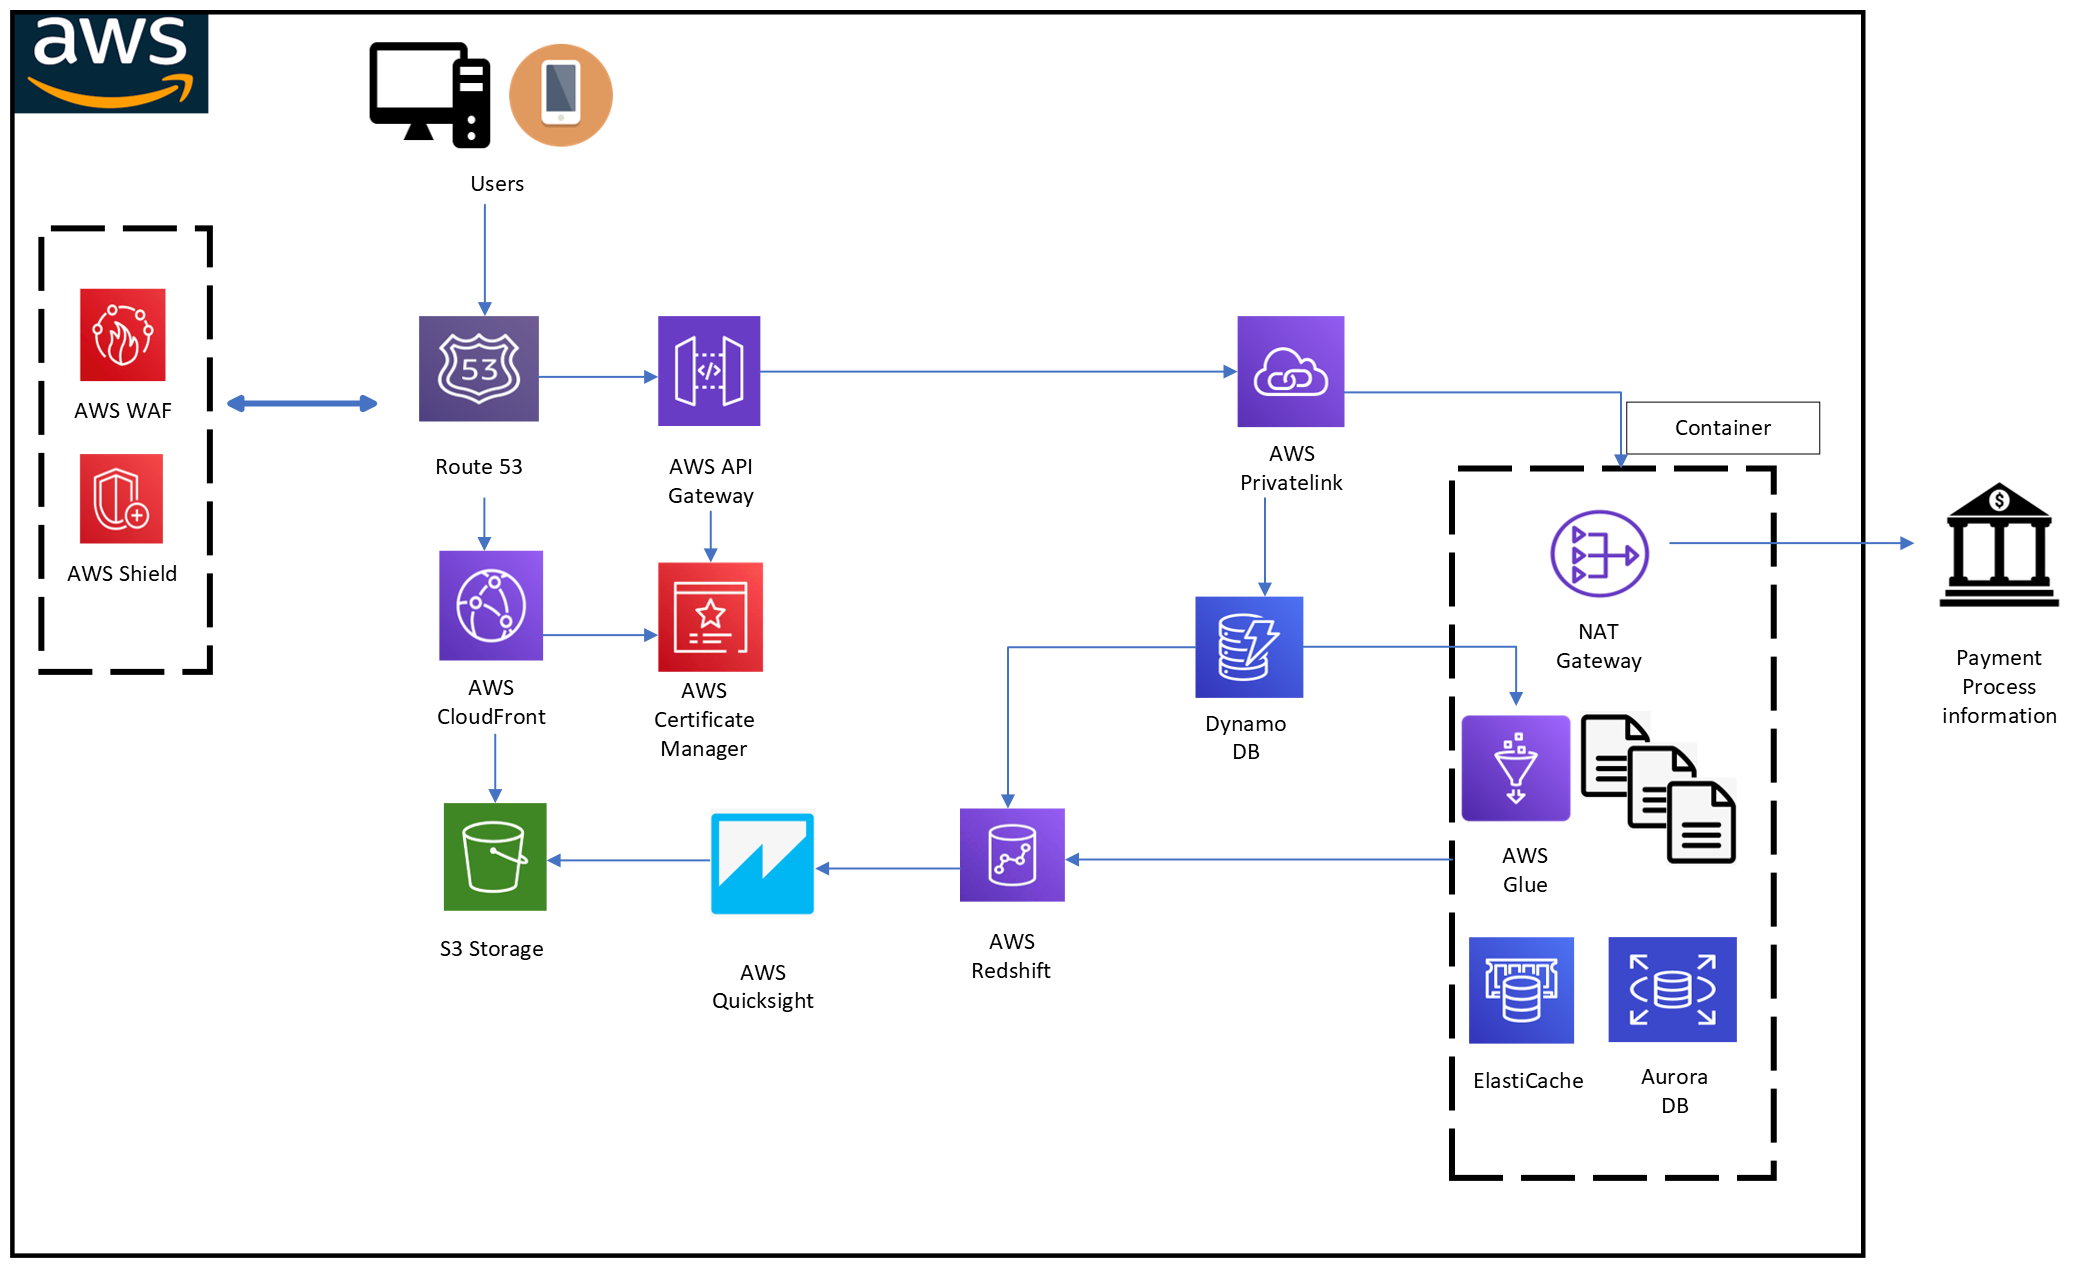 aws
Users
AWS WAF
AWS Shield
53
Route 53
</>
AWS API
Gateway
AWS
Privatelink
Container
AWS
CloudFront
AWS
Certificate
Manager
Dynamo
DB
NAT
Gateway
$
Payment
Process
information
AWS
Glue
S3 Storage
AWS
Quicksight
AWS
Redshift
ElastiCache
Aurora
DB